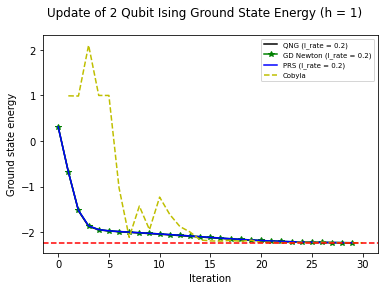 Update of 2 Qubit Ising Ground State Energy (h = 1)
QNG (l_rate = 0.2)
GD Newton (l_rate = 0.2)
PRS (l_rate = 0.2)
Cobyla
Ground state energy
2
1
0
−1
−2
0 5 10 15 20 25 30
Iteration